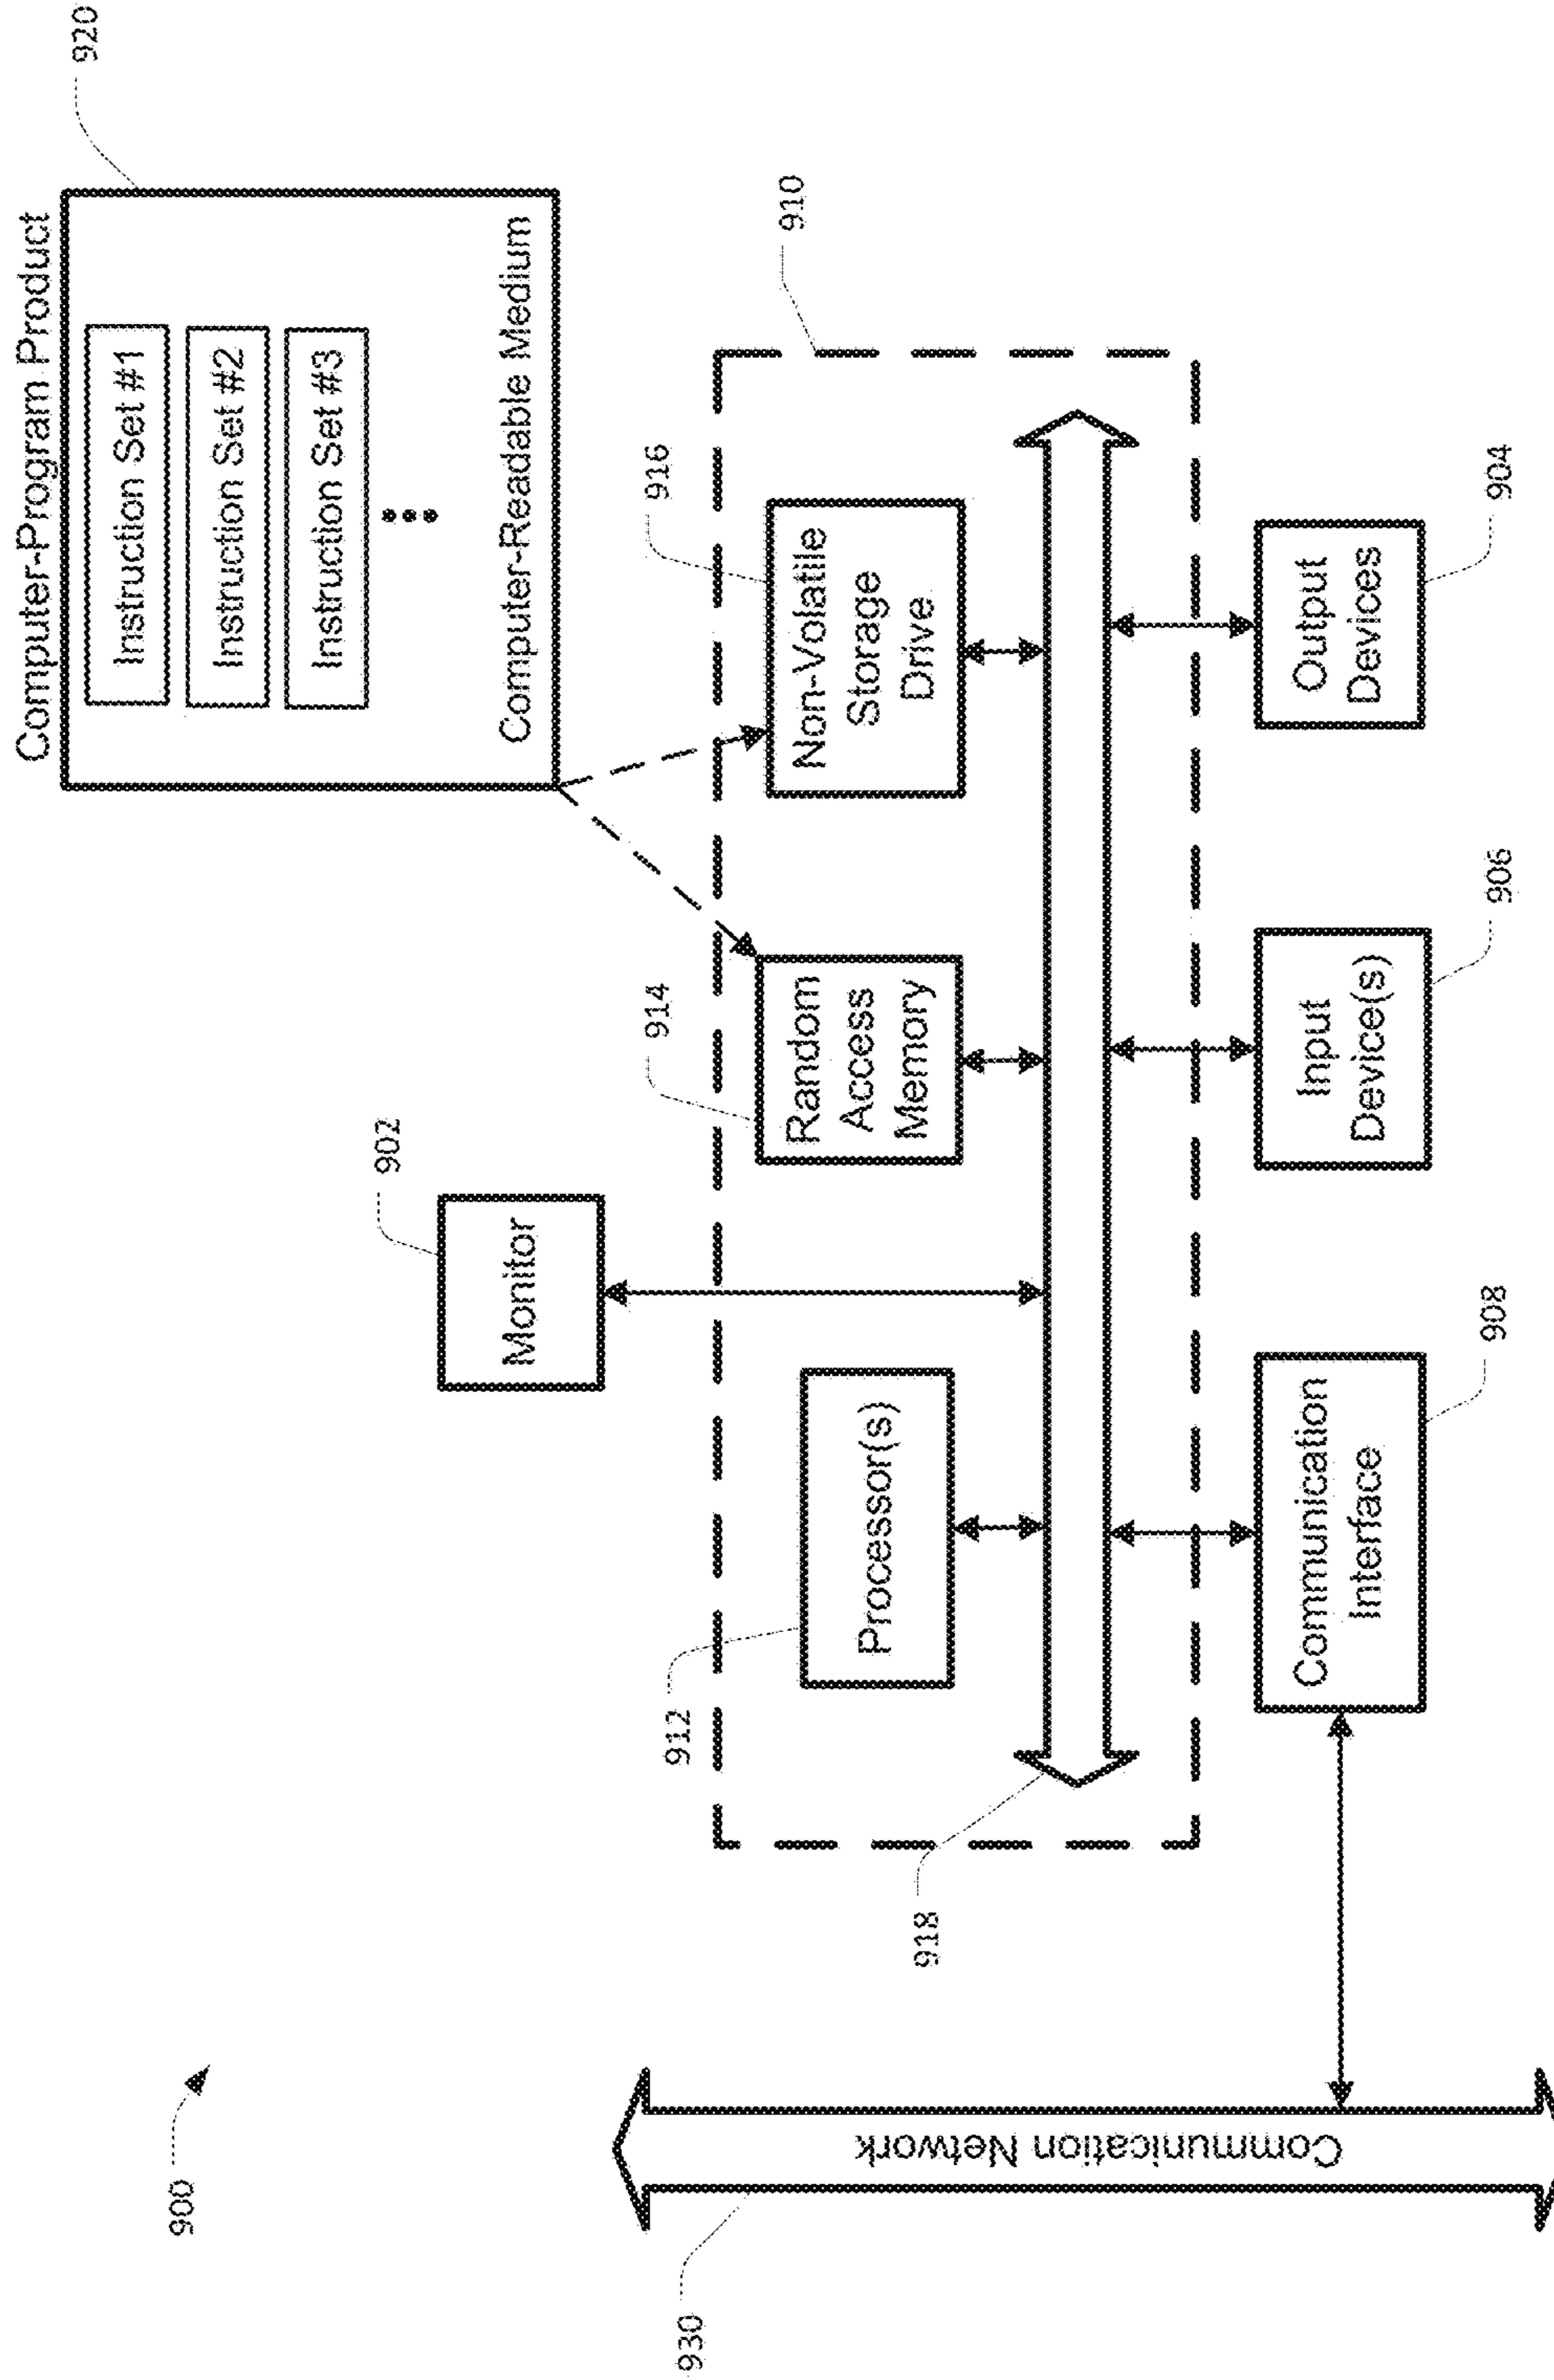 900
Computer-Program Product
920
Instruction Set #1
Instruction Set #2
Instruction Set #3
Computer-Readable Medium
902
Monitor
910
912
914
916
Processor(s)
Random
Access
Memory
Non-Volatile
Storage
Drive
918
930
Communication Network
Communication
Interface
908
Input
Device(s)
906
Output
Devices
904